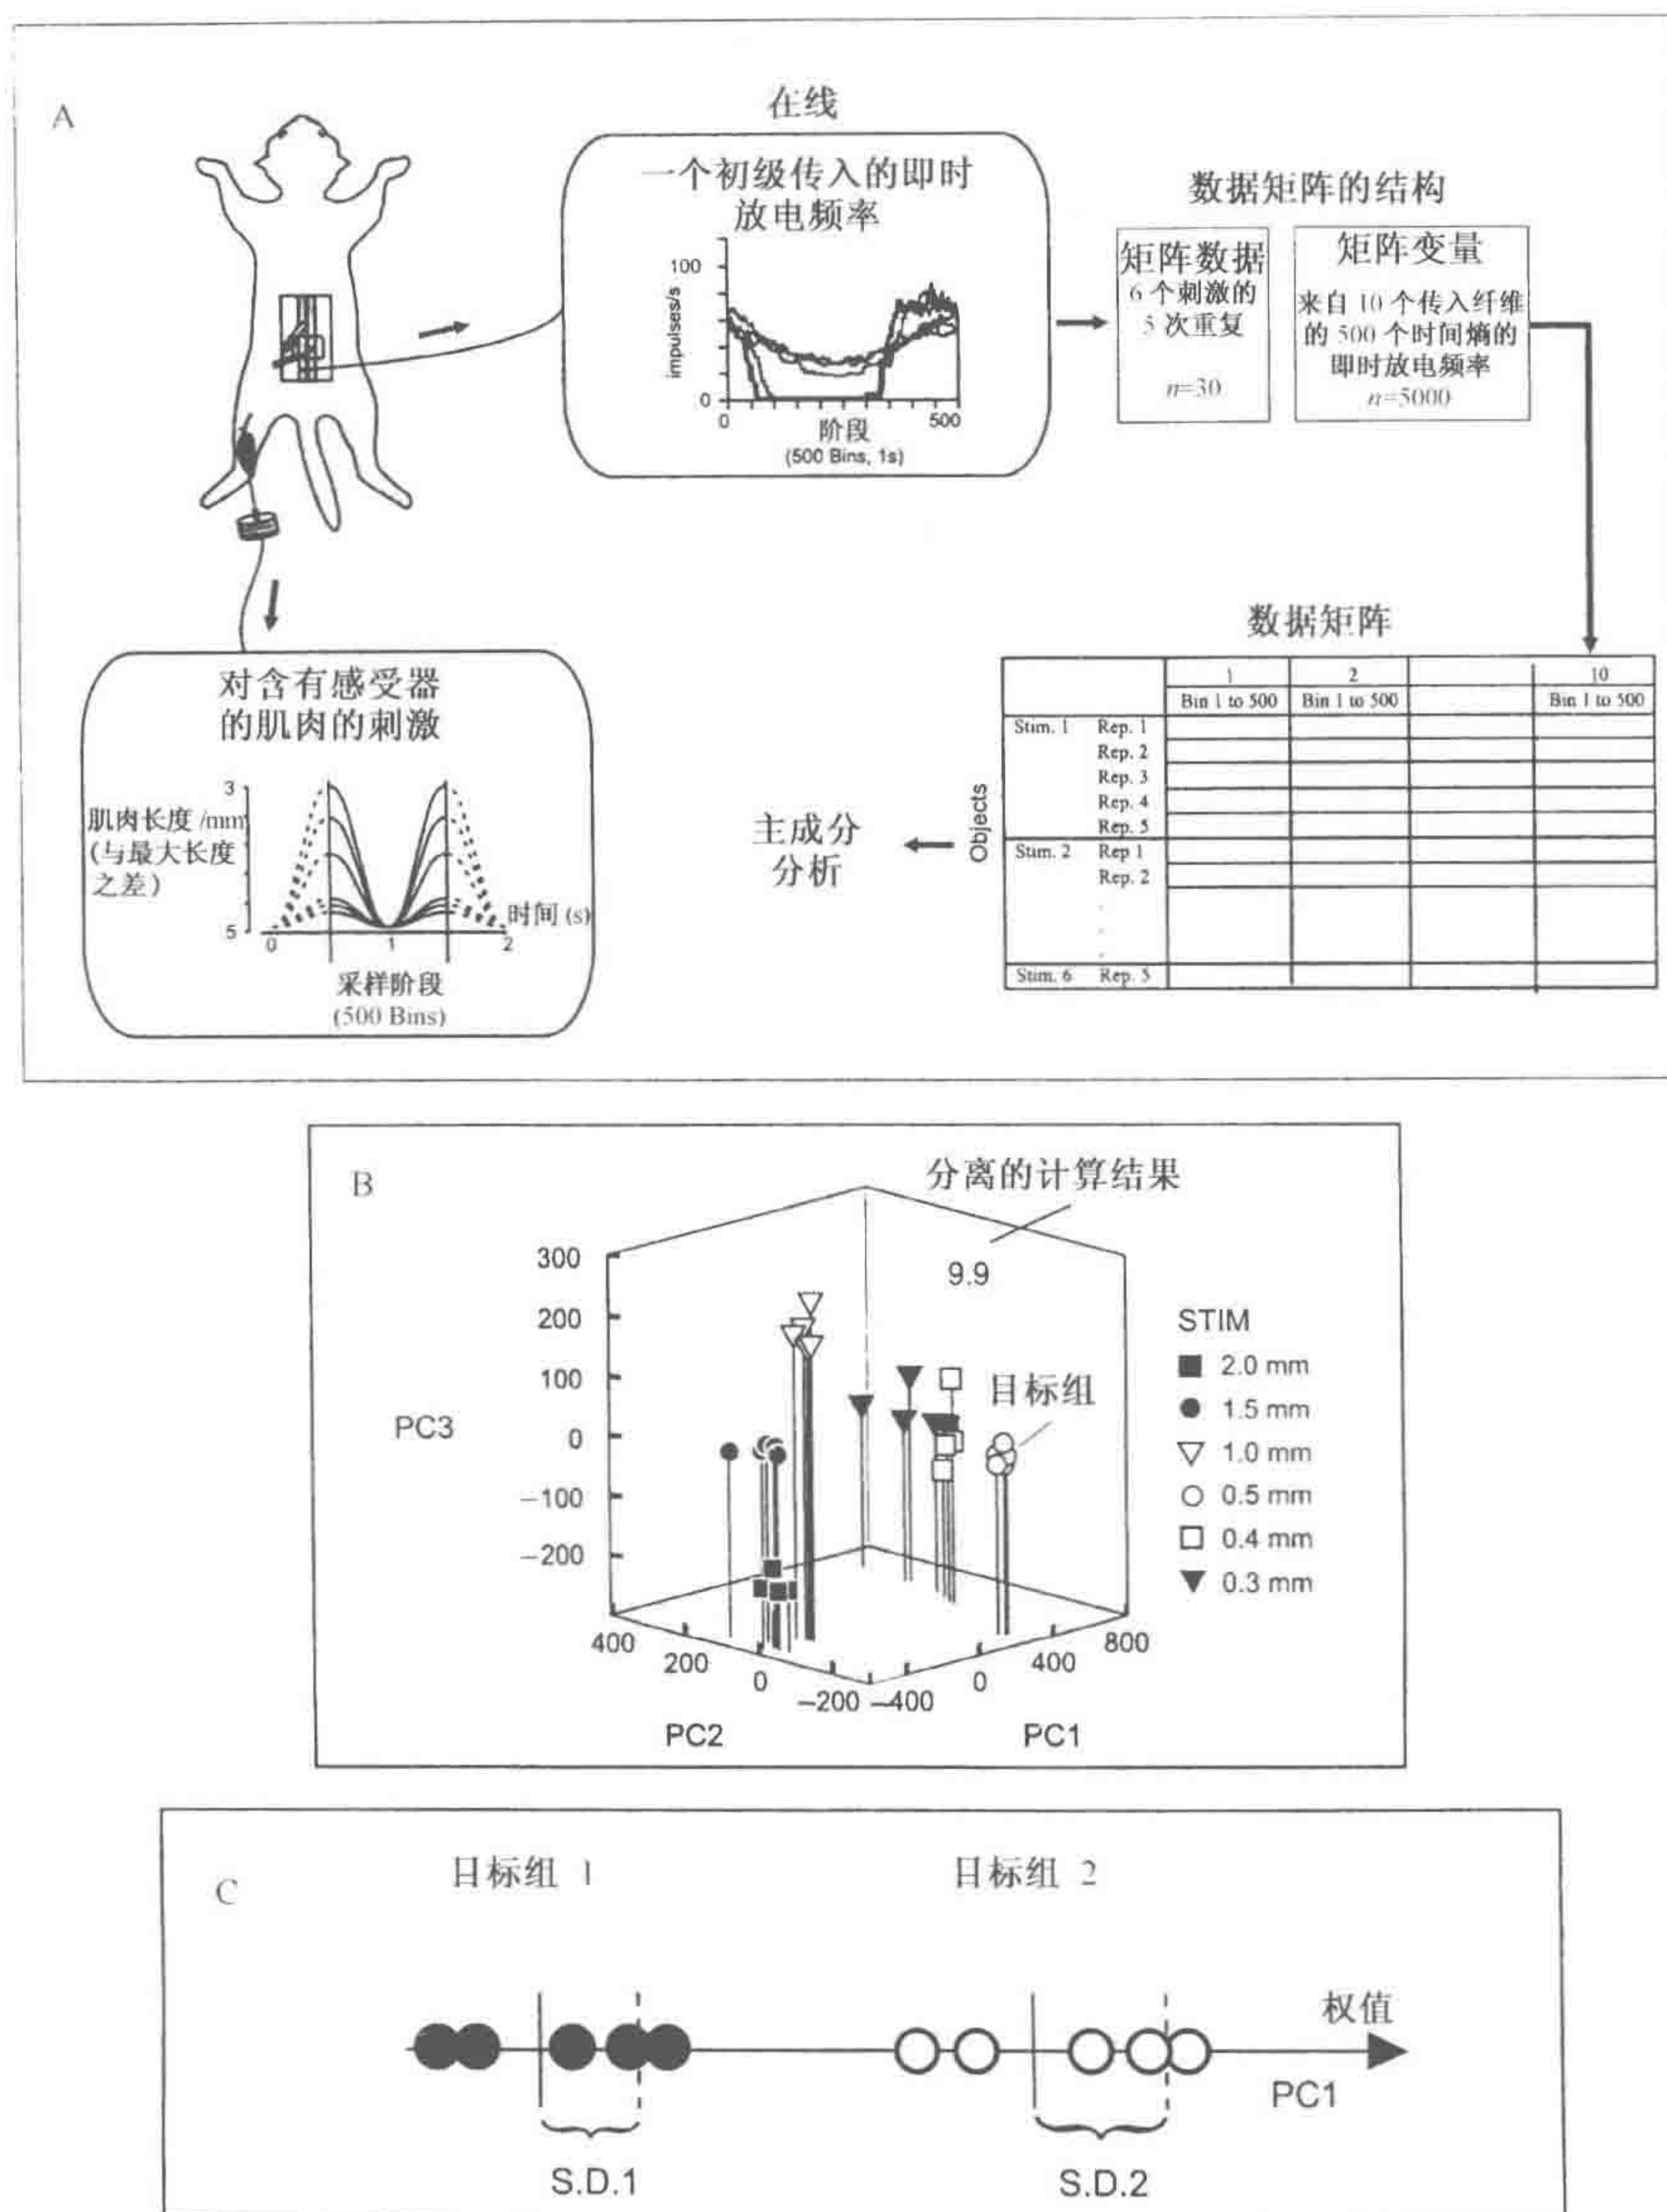 A
在线
一个初级传入的即时
放电频率
impulses/s
100
0
0
500
阶段
(500 Bins, 1s)
数据矩阵的结构
矩阵数据
6 个刺激的
5 次重复
n=30
矩阵变量
来自 10 个传入纤维
的 500 个时间熵的
即时放电频率
n=5000
对含有感受器
的肌肉的刺激
肌肉长度 /mm
(与最大长度
之差)
3
5
0
1
2
时间 (s)
采样阶段
(500 Bins)
主成分
分析
数据矩阵
Objects
1 2 10
Bin 1 to 500 Bin 1 to 500 Bin 1 to 500
Stim. 1 Rep. 1
Rep. 2
Rep. 3
Rep. 4
Rep. 5
Stim. 2 Rep 1
Rep. 2
.
.
.
Stim. 6 Rep. 5
B
分离的计算结果
9.9
目标组
PC3
300
200
100
0
−100
−200
400
200
0
−200
−400
0
400
800
PC2
PC1
STIM
■ 2.0 mm
● 1.5 mm
▽ 1.0 mm
○ 0.5 mm
□ 0.4 mm
▼ 0.3 mm
C
目标组 1
目标组 2
权值
PC1
S.D.1
S.D.2